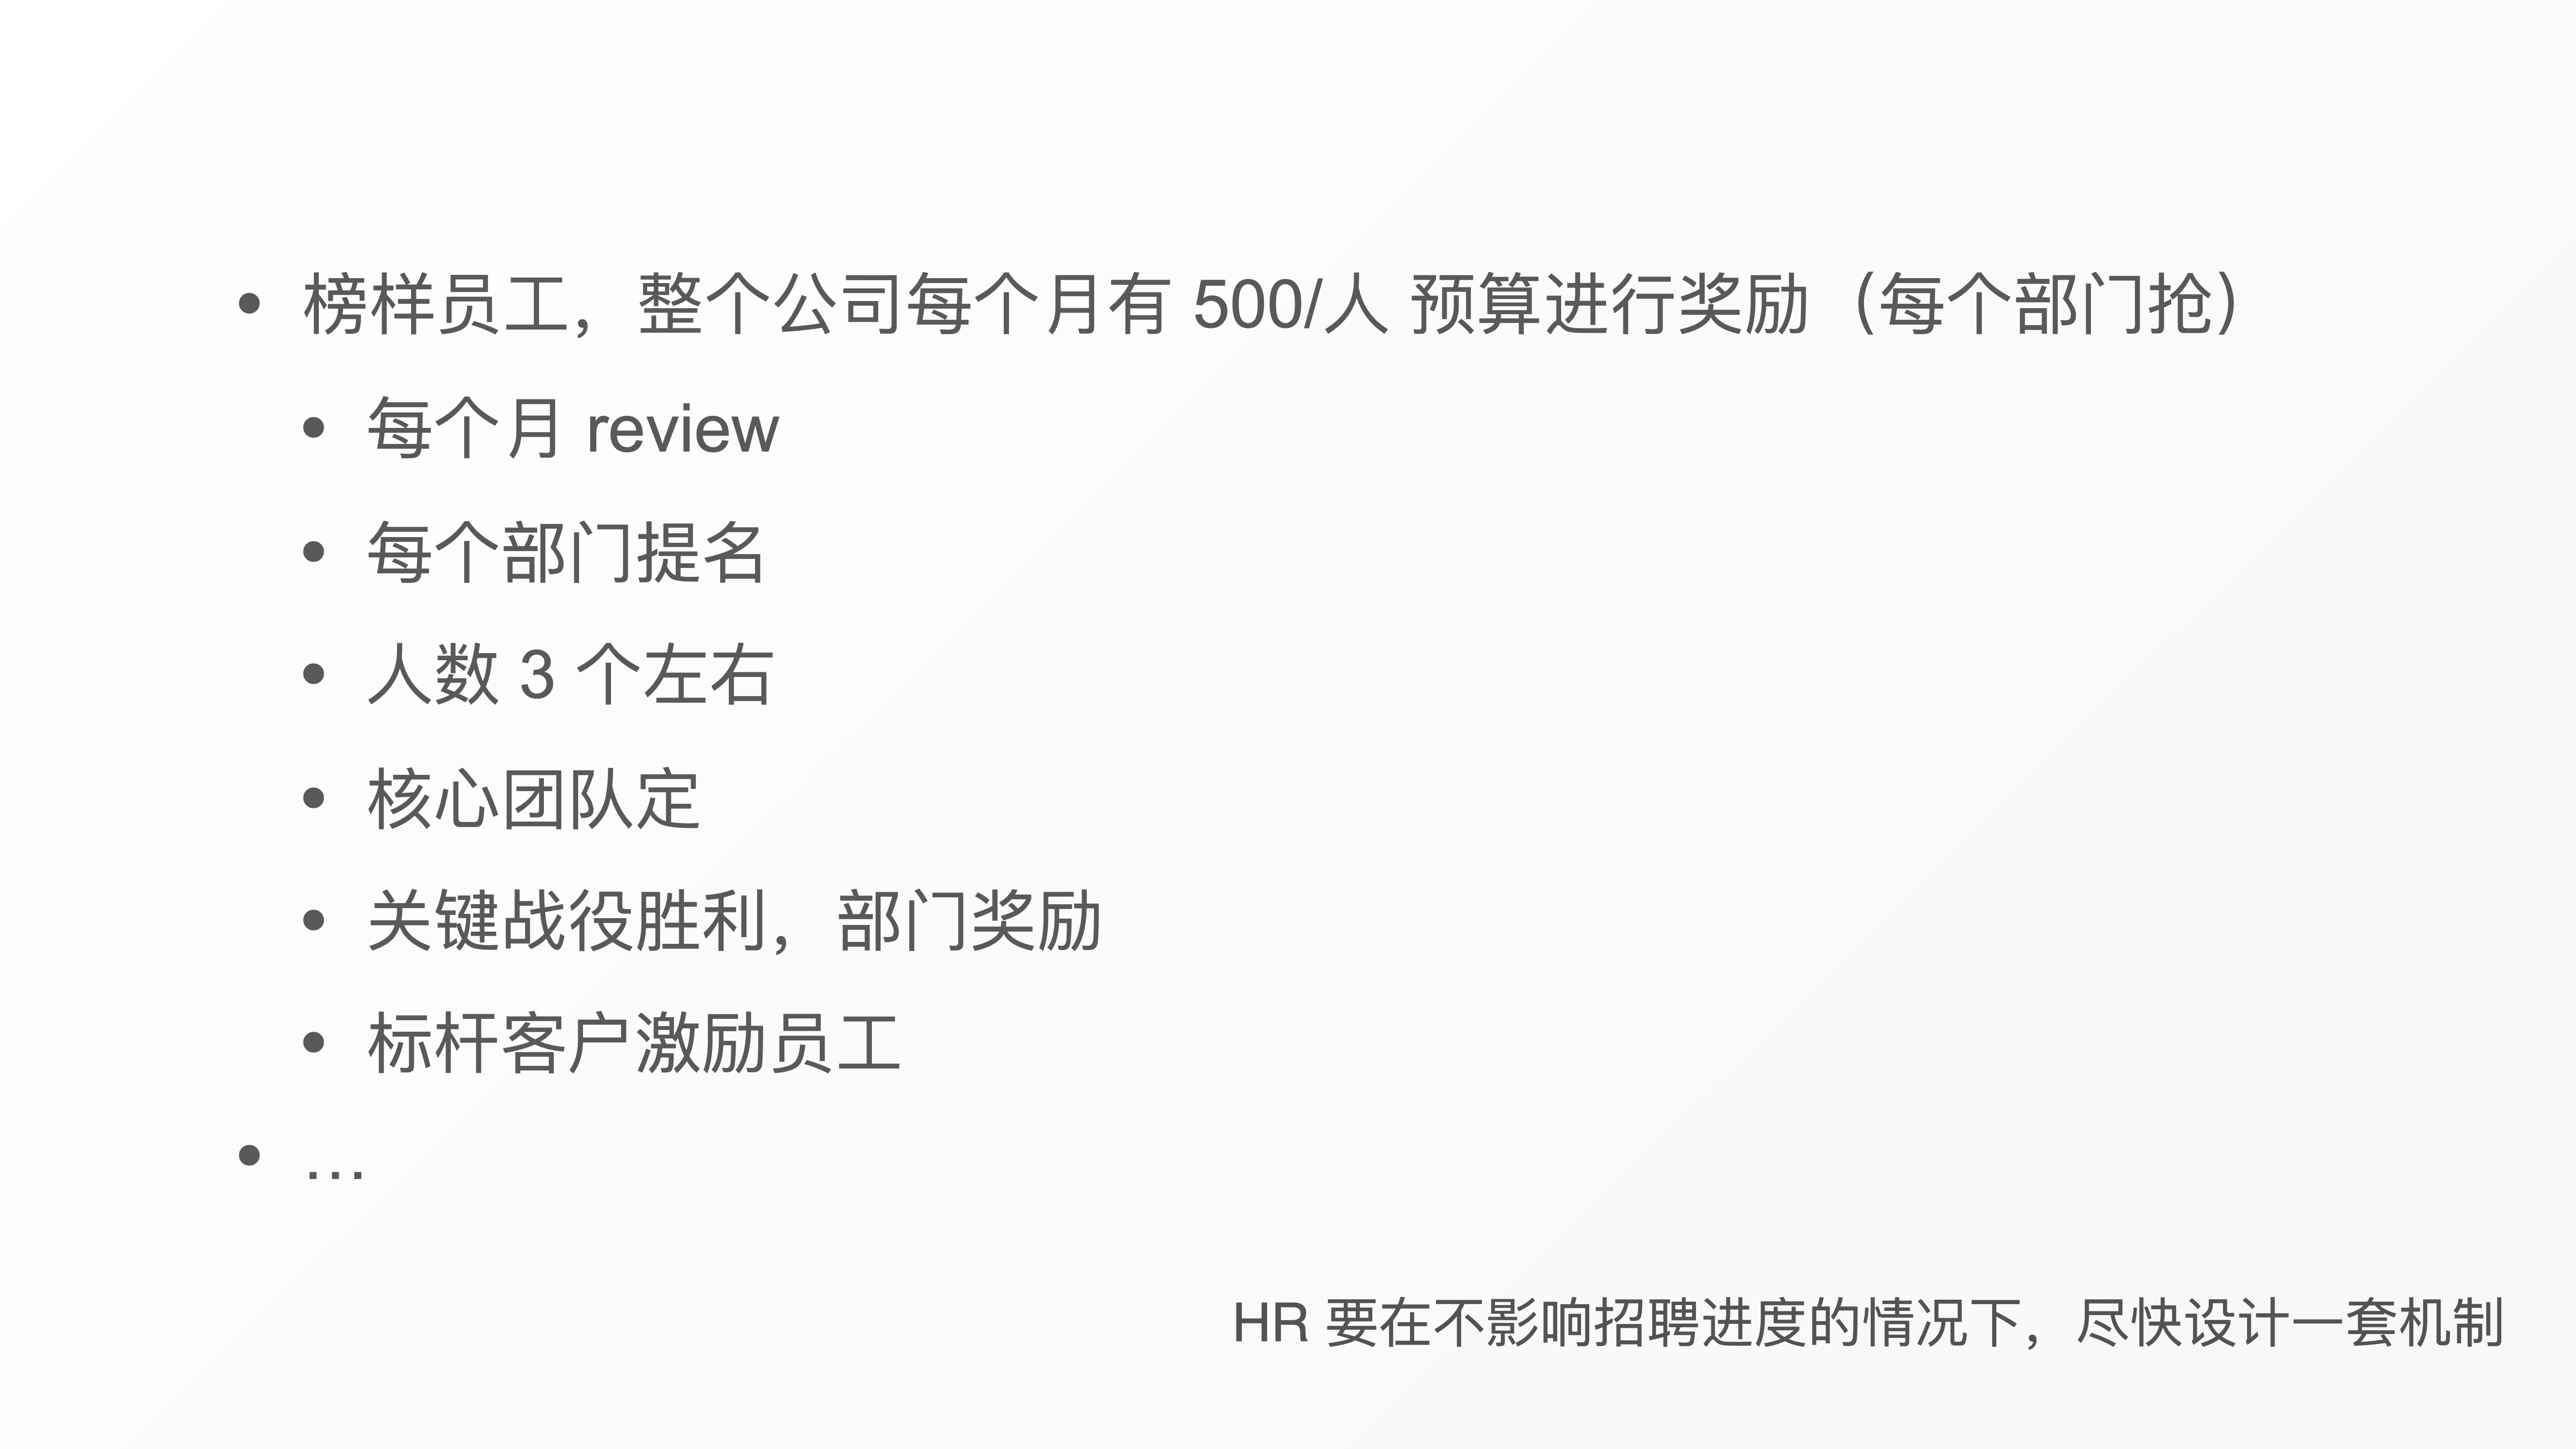 • 榜样员工，整个公司每个月有 500/人 预算进行奖励（每个部门抢）
• 每个月 review
• 每个部门提名
• 人数 3 个左右
• 核心团队定
• 关键战役胜利，部门奖励
• 标杆客户激励员工
• …
HR 要在不影响招聘进度的情况下，尽快设计一套机制